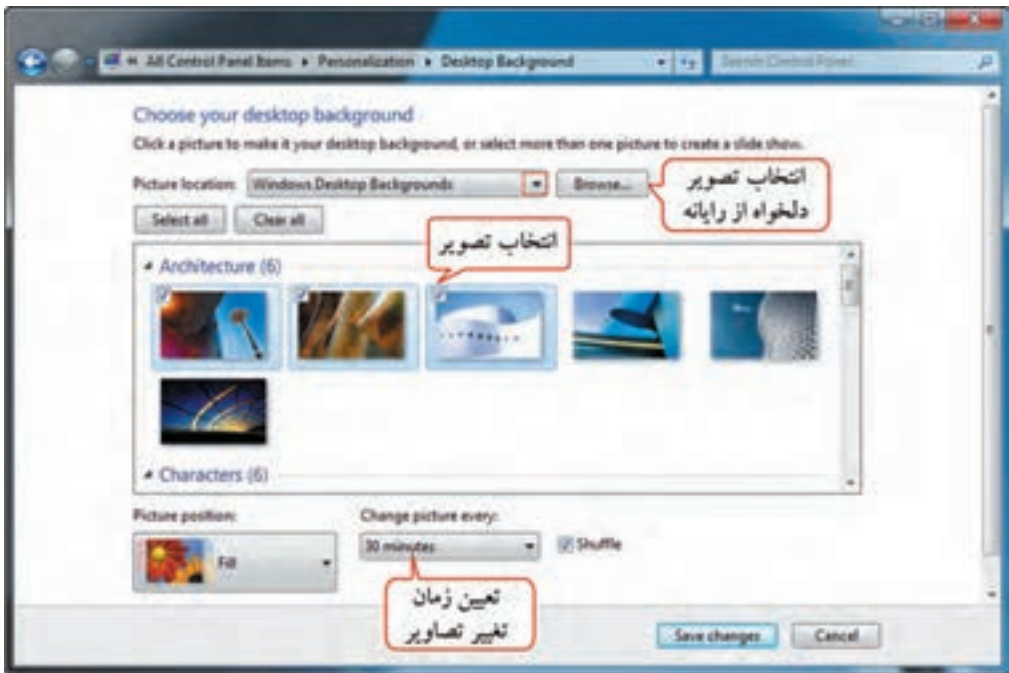 All Control Panel Items ▸ Personalization ▸ Desktop Background
Search Control Panel
Choose your desktop background
Click a picture to make it your desktop background, or select more than one picture to create a slide show.
Picture location: Windows Desktop Backgrounds Browse...
انتخاب تصویر
دلخواه از رایانه
Select all Clear all
انتخاب تصویر
Architecture (6)
Characters (6)
Picture position: Change picture every:
Fill 30 minutes Shuffle
تعیین زمان
تغییر تصاویر
Save changes Cancel